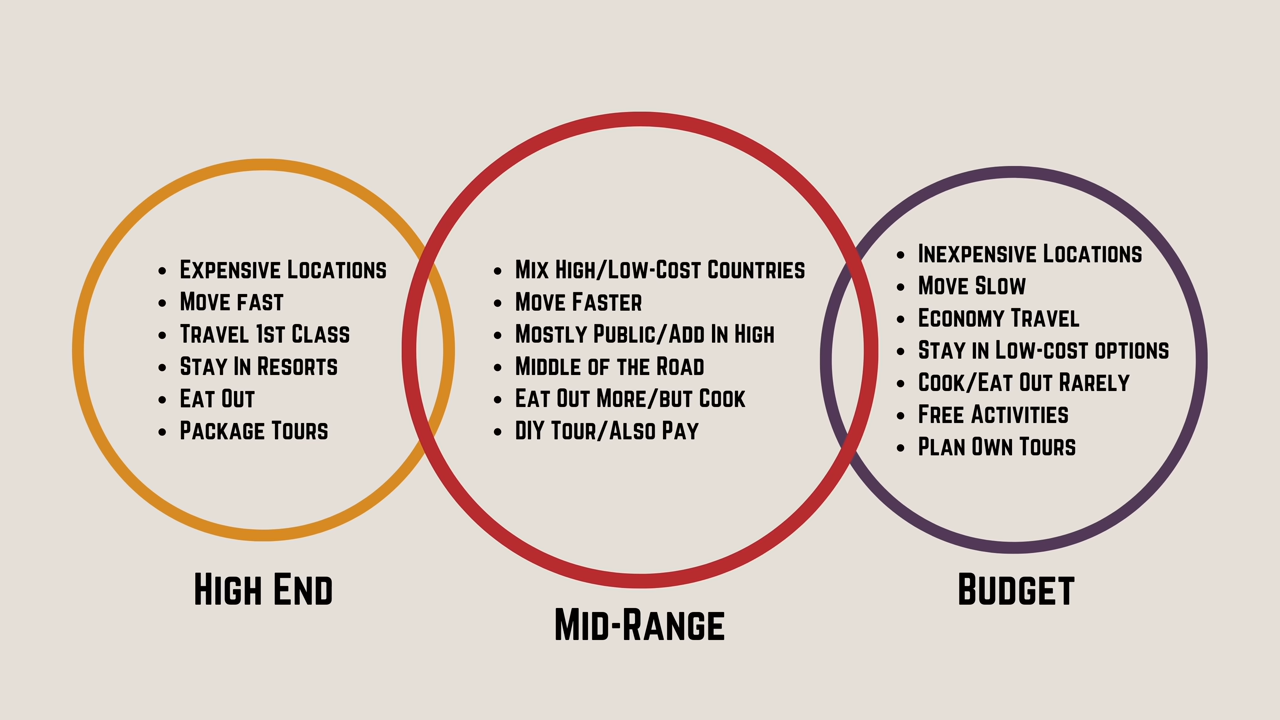 • Expensive Locations
• Move fast
• Travel 1st Class
• Stay In Resorts
• Eat Out
• Package Tours
High End
• Mix High/Low-Cost Countries
• Move Faster
• Mostly Public/Add In High
• Middle of the Road
• Eat Out More/but Cook
• DIY Tour/Also Pay
Mid-Range
• Inexpensive Locations
• Move Slow
• Economy Travel
• Stay in Low-cost options
• Cook/Eat Out Rarely
• Free Activities
• Plan Own Tours
Budget